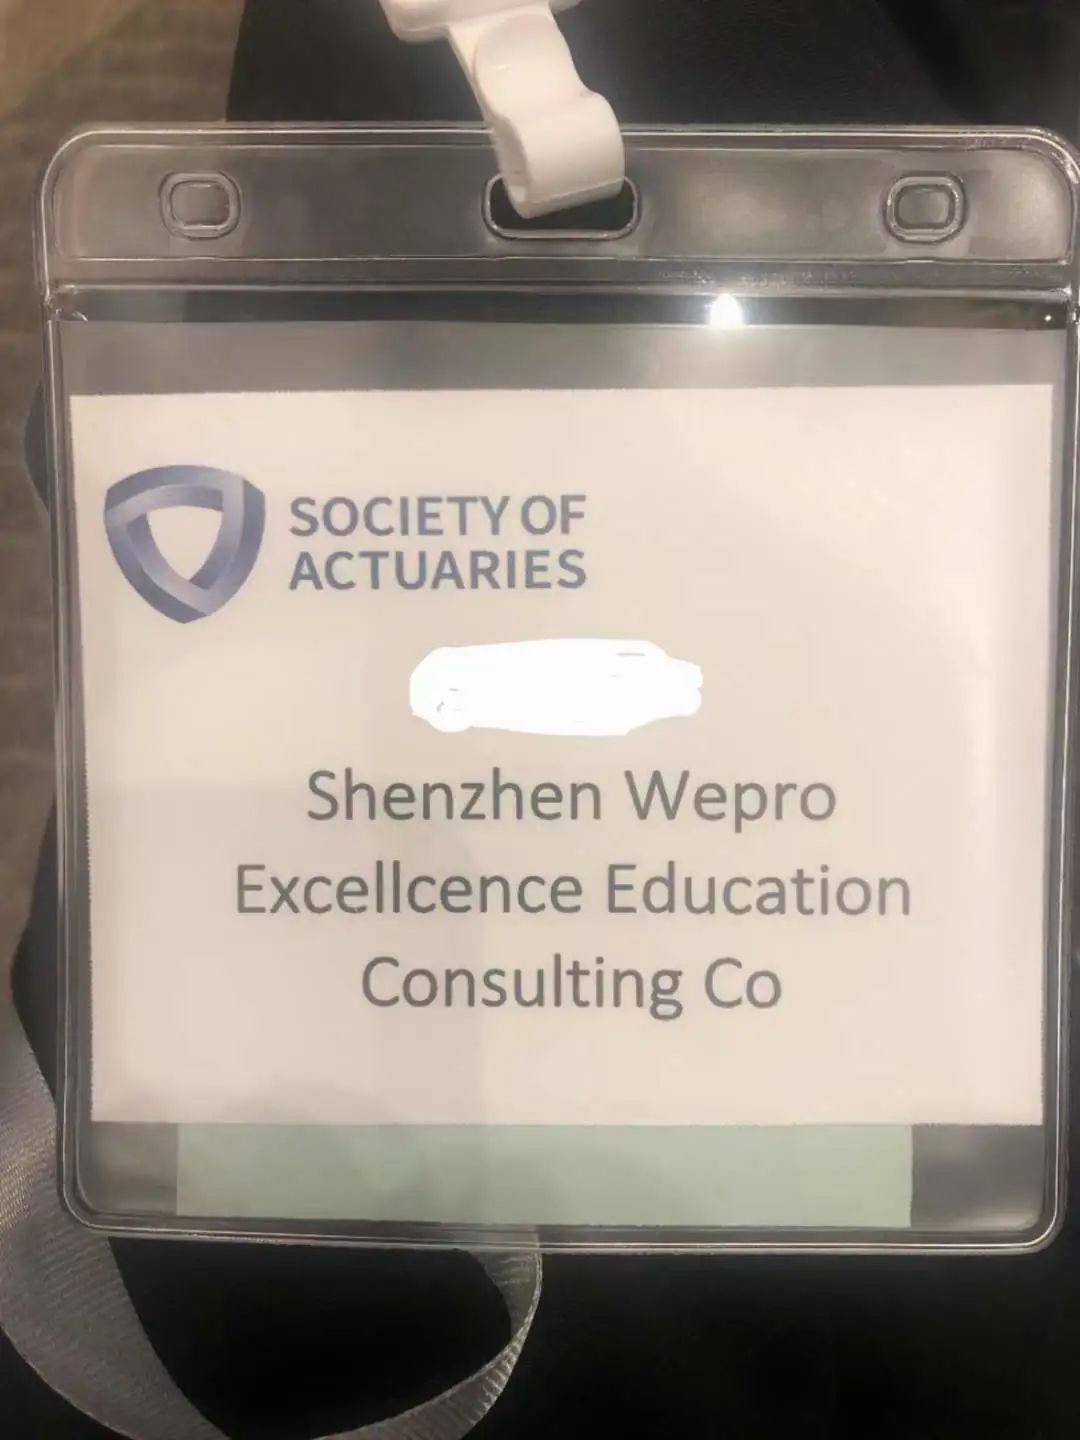 SOCIETY OF
ACTUARIES
Shenzhen Wepro
Excellcence Education
Consulting Co